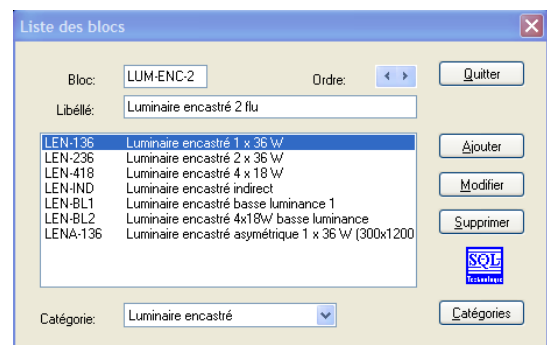 Liste des blocs
Bloc: LUM-ENC-2 Ordre: Quitter
Libéllé: Luminaire encastré 2 flu
LEN-136 Luminaire encastré 1 x 36 W
LEN-236 Luminaire encastré 2 x 36 W
LEN-418 Luminaire encastré 4 x 18 W
LEN-IND Luminaire encastré indirect
LEN-BL1 Luminaire encastré basse luminance 1
LEN-BL2 Luminaire encastré 4x18W basse luminance
LENA-136 Luminaire encastré asymétrique 1 x 36 W (300x1200
Ajouter
Modifier
Supprimer
SQL
Technologie
Catégorie: Luminaire encastré Catégories